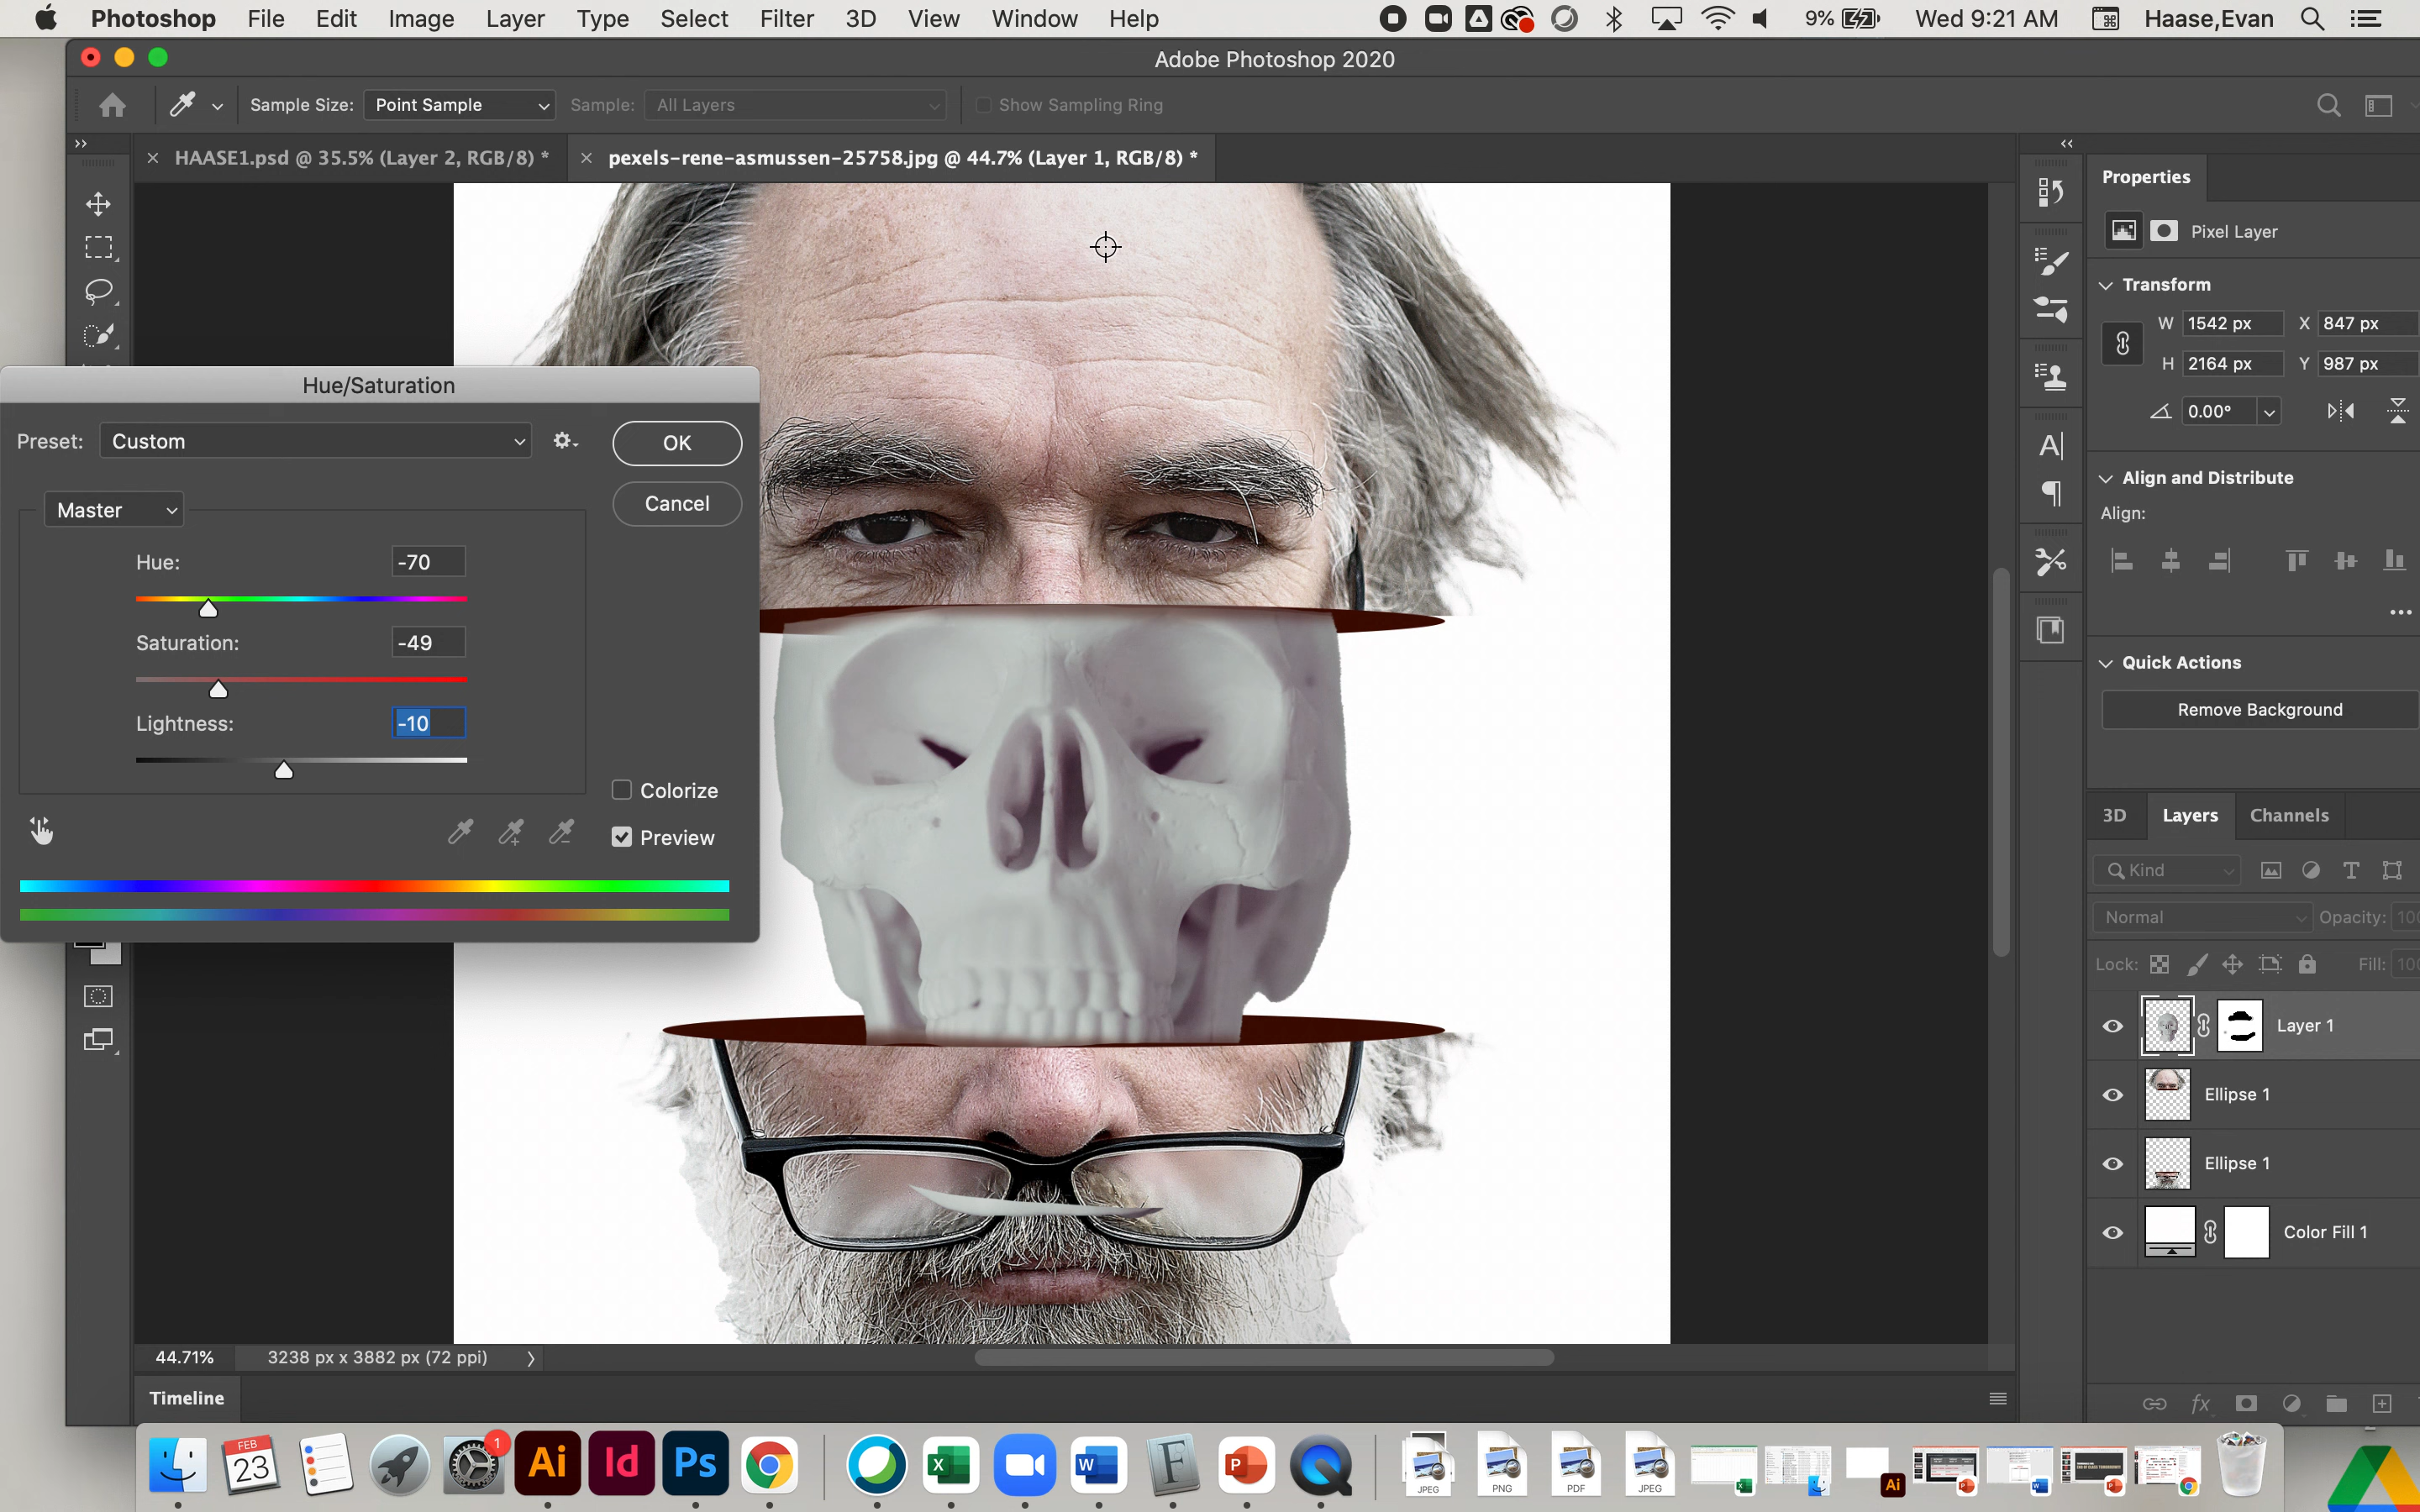 Photoshop File Edit Image Layer Type Select Filter 3D View Window Help 9% Wed 9:21 AM Haase,Evan
Adobe Photoshop 2020
Sample Size: Point Sample Sample: All Layers Show Sampling Ring
HAASE1.psd @ 35.5% (Layer 2, RGB/8) * pexels-rene-asmussen-25758.jpg @ 44.7% (Layer 1, RGB/8) *
Properties
Pixel Layer
Transform
W 1542 px X 847 px
H 2164 px Y 987 px
0.00°
Align and Distribute
Align:
Quick Actions
Remove Background
Hue/Saturation
Preset: Custom OK
Cancel
Master
Hue: -70
Saturation: -49
Lightness: -10
Colorize
Preview
3D Layers Channels
Kind
Normal Opacity: 
Lock: Fill: 
Layer 1
Ellipse 1
Ellipse 1
Color Fill 1
fx
44.71% 3238 px x 3882 px (72 ppi)
Timeline
FEB
23
1
Ai Id Ps X W F P
JPEG PNG PDF JPEG
Ai